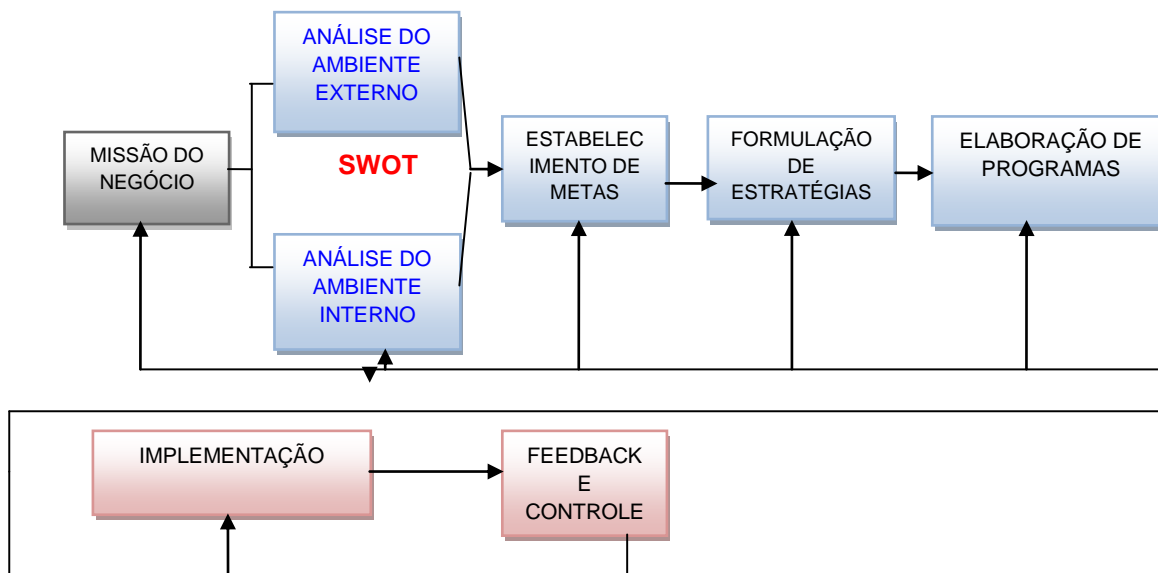 MISSÃO DO
NEGÓCIO
ANÁLISE DO
AMBIENTE
EXTERNO
SWOT
ANÁLISE DO
AMBIENTE
INTERNO
ESTABELEC
IMENTO DE
METAS
FORMULAÇÃO
DE
ESTRATÉGIAS
ELABORAÇÃO DE
PROGRAMAS
IMPLEMENTAÇÃO
FEEDBACK
E
CONTROLE